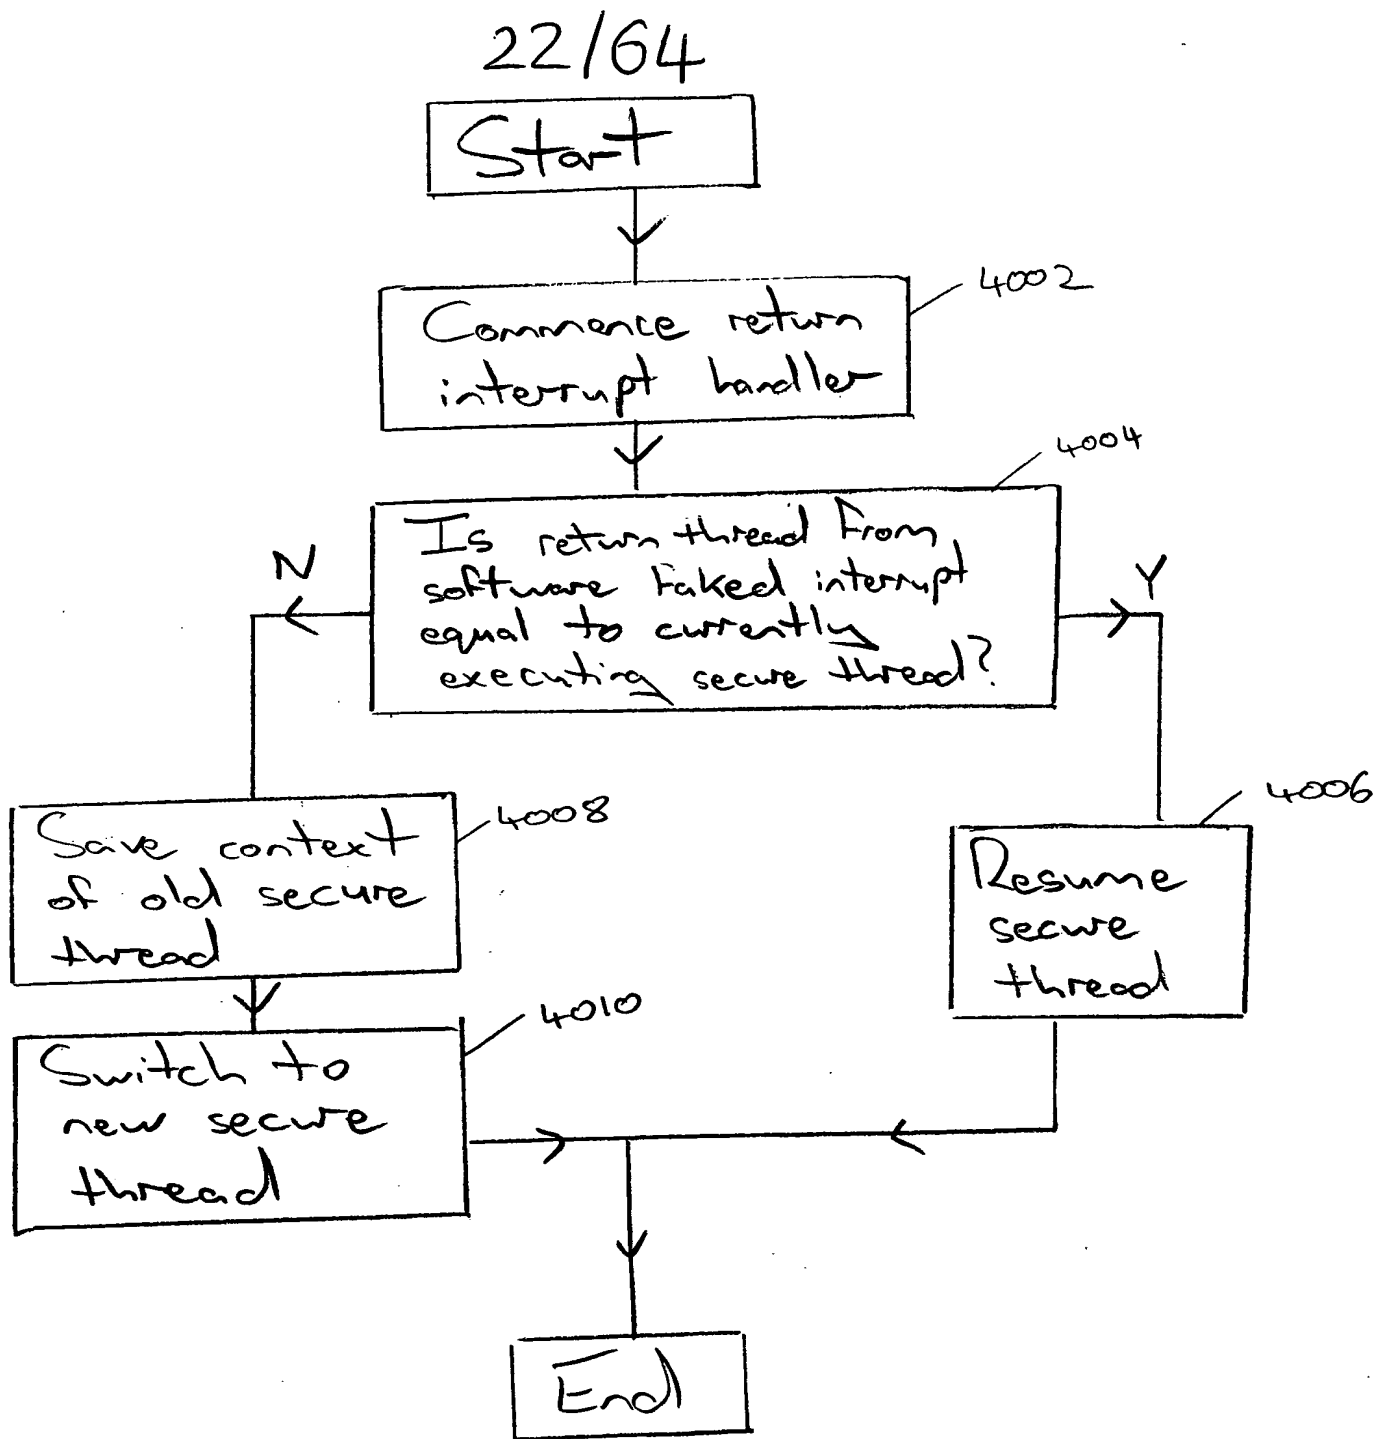 22/64
Start
4002
Commence return
interrupt handler
4004
Is return thread from
software faked interrupt
equal to currently
executing secure thread?
N
Y
4008
Save context
of old secure
thread
4006
Resume
secure
thread
4010
Switch to
new secure
thread
End